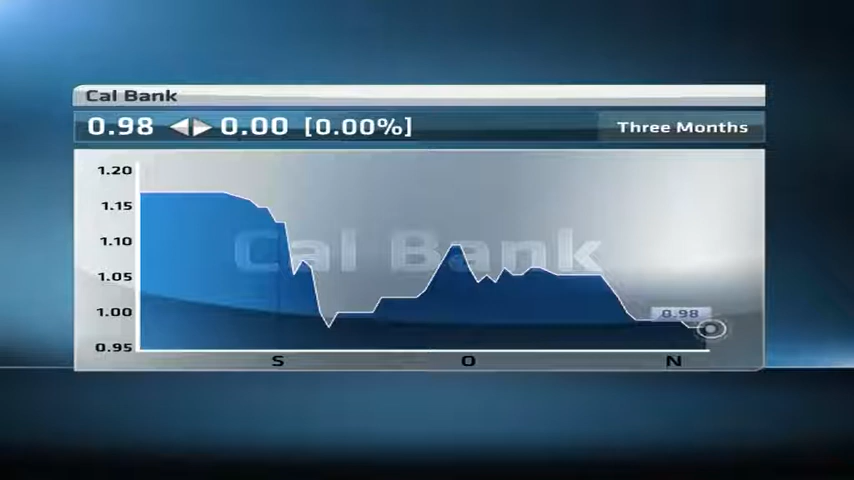 Cal Bank
0.98 ◀▶ 0.00 [0.00%] Three Months
Cal Bank
1.20
1.15
1.10
1.05
1.00
0.95
0.98
S O N